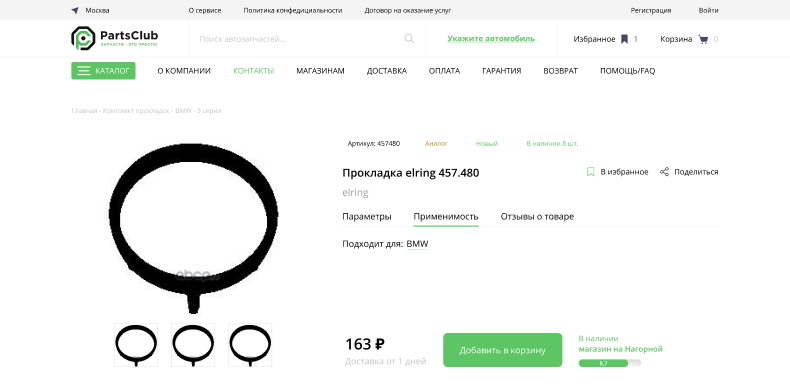 Москва
О сервисе
Политика конфедициальности
Договор на оказание услуг
Регистрация
Войти
PartsClub
ЗАПЧАСТИ - ЭТО ПРОСТО!
Поиск автозапчастей...
Укажите автомобиль
Избранное 1
Корзина 0
КАТАЛОГ
О КОМПАНИИ
КОНТАКТЫ
МАГАЗИНАМ
ДОСТАВКА
ОПЛАТА
ГАРАНТИЯ
ВОЗВРАТ
ПОМОЩЬ/FAQ
Главная - Комплект прокладок - BMW - 3 серии
Артикул: 457480
Аналог
Новый
В наличии 8 шт.
Прокладка elring 457.480
В избранное
Поделиться
elring
Параметры
Применимость
Отзывы о товаре
Подходит для: BMW
163 ₽
Доставка от 1 дней
Добавить в корзину
В наличии
магазин на Нагорной
8,7